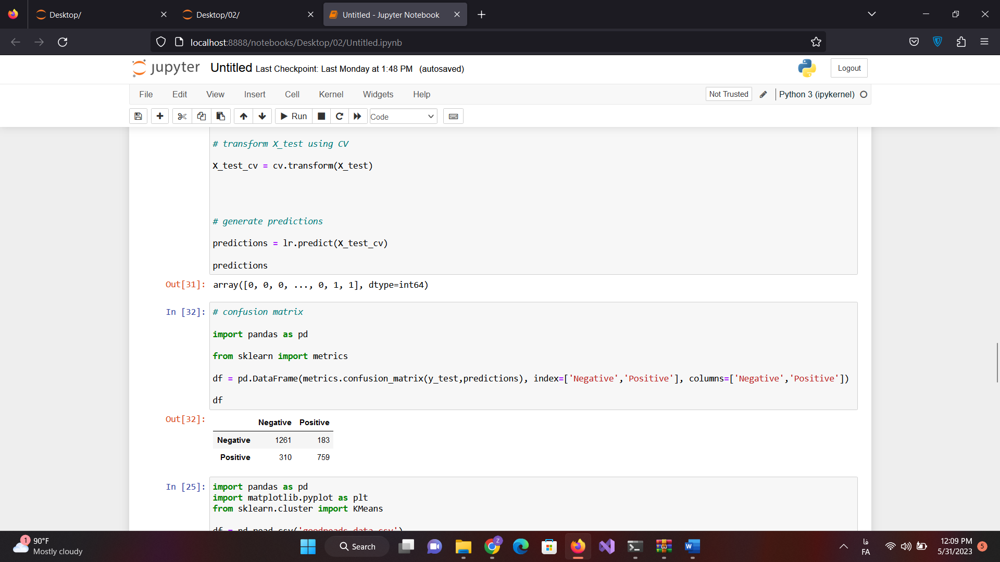 Desktop/
Desktop/02/
Untitled - Jupyter Notebook
localhost:8888/notebooks/Desktop/02/Untitled.ipynb
jupyter Untitled Last Checkpoint: Last Monday at 1:48 PM (autosaved)
Logout
File Edit View Insert Cell Kernel Widgets Help
Not Trusted
Python 3 (ipykernel)
Run
Code
# transform X_test using CV
X_test_cv = cv.transform(X_test)
# generate predictions
predictions = lr.predict(X_test_cv)
predictions
Out[31]: array([0, 0, 0, ..., 0, 1, 1], dtype=int64)
In [32]: # confusion matrix
import pandas as pd
from sklearn import metrics
df = pd.DataFrame(metrics.confusion_matrix(y_test,predictions), index=['Negative','Positive'], columns=['Negative','Positive'])
df
Out[32]:
Negative Positive
Negative 1261 183
Positive 310 759
In [25]: import pandas as pd
import matplotlib.pyplot as plt
from sklearn.cluster import KMeans
df = pd.read_csv('goodreads_data.csv')
1
90°F
Mostly cloudy
Search
Z
W
فا
FA
12:09 PM
5/31/2023
5